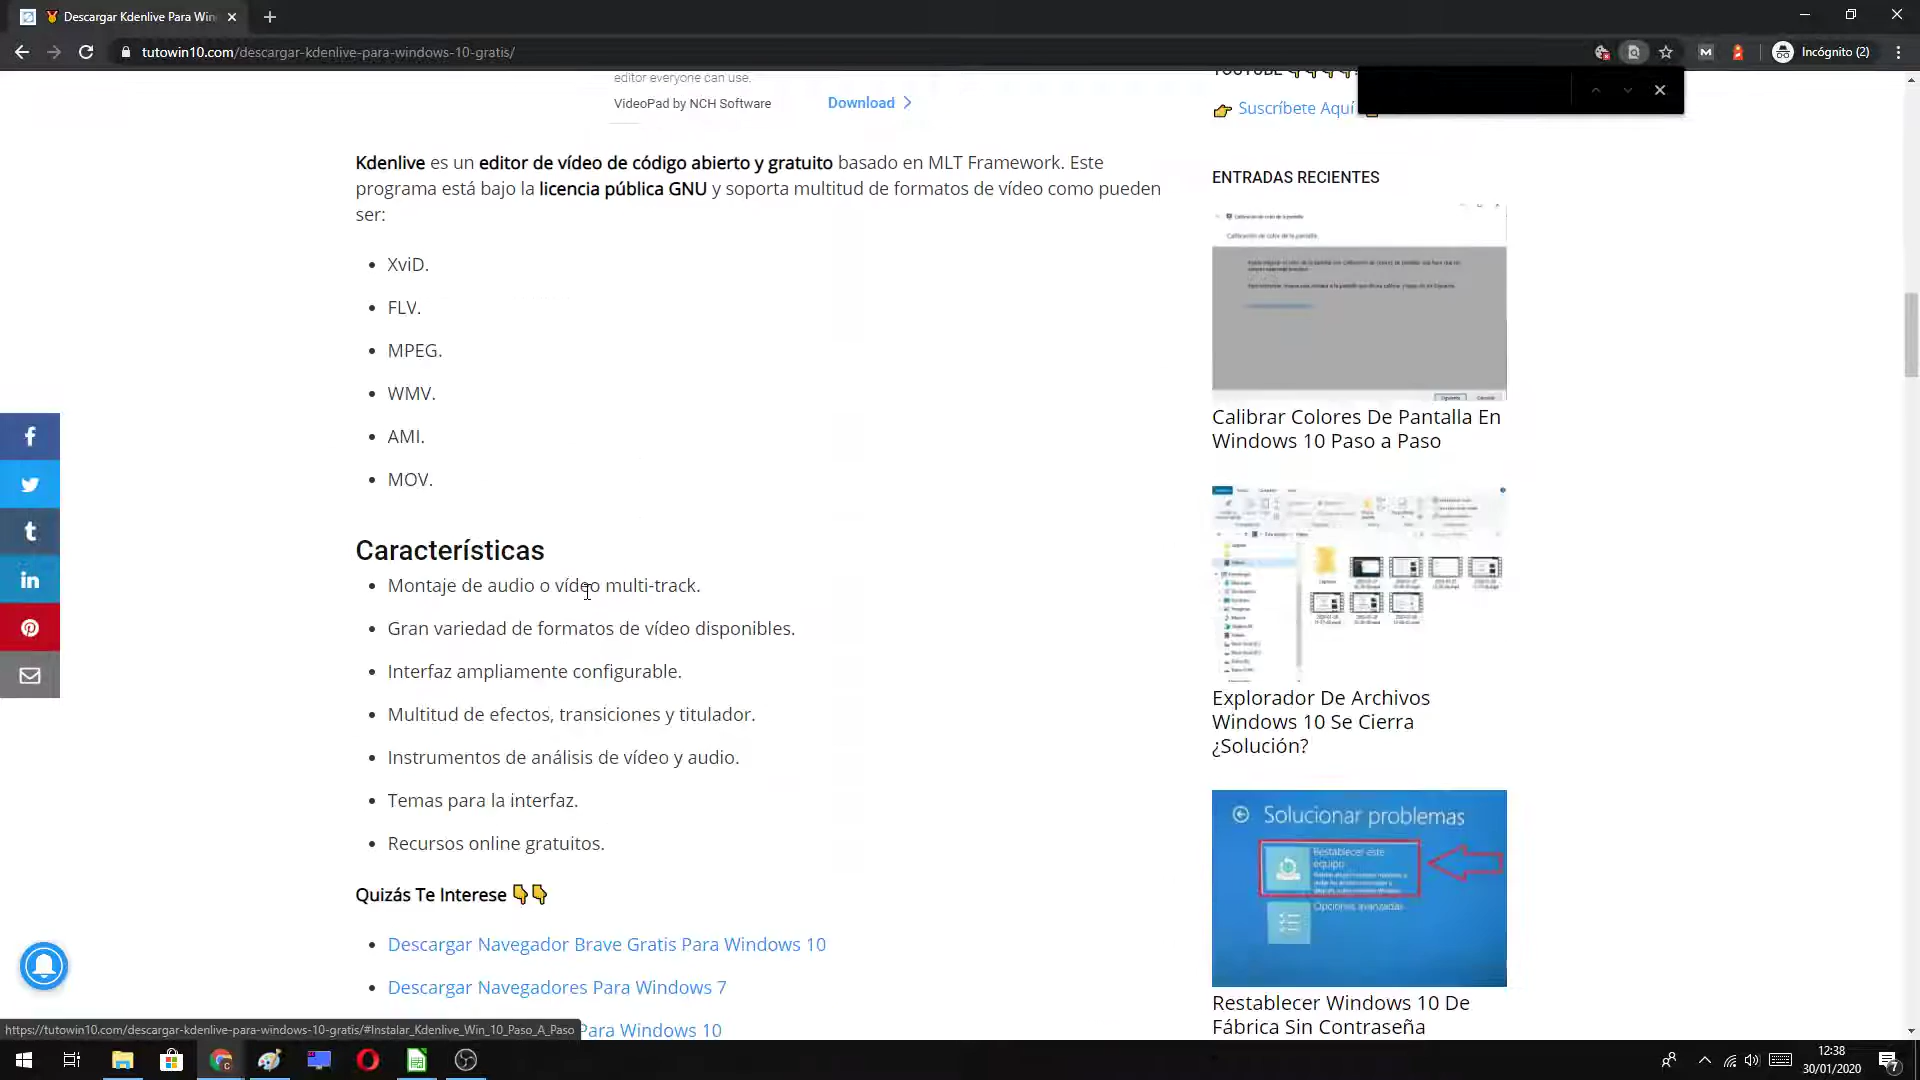 Descargar Kdenlive Para Win
tutowin10.com/descargar-kdenlive-para-windows-10-gratis/
Incógnito (2)
editor everyone can use.
VideoPad by NCH Software
Download
Suscríbete Aquí
Kdenlive es un editor de vídeo de código abierto y gratuito basado en MLT Framework. Este
programa está bajo la licencia pública GNU y soporta multitud de formatos de vídeo como pueden
ser:
• XviD.
• FLV.
• MPEG.
• WMV.
• AMI.
• MOV.
Características
• Montaje de audio o vídeo multi-track.
• Gran variedad de formatos de vídeo disponibles.
• Interfaz ampliamente configurable.
• Multitud de efectos, transiciones y titulador.
• Instrumentos de análisis de vídeo y audio.
• Temas para la interfaz.
• Recursos online gratuitos.
Quizás Te Interese
• Descargar Navegador Brave Gratis Para Windows 10
• Descargar Navegadores Para Windows 7
Para Windows 10
https://tutowin10.com/descargar-kdenlive-para-windows-10-gratis/#Instalar_Kdenlive_Win_10_Paso_A_Paso
ENTRADAS RECIENTES
Calibrar Colores De Pantalla En
Windows 10 Paso a Paso
Explorador De Archivos
Windows 10 Se Cierra
¿Solución?
Solucionar problemas
Restablecer este
equipo
Opciones avanzadas
Restablecer Windows 10 De
Fábrica Sin Contraseña
12:38
30/01/2020
7